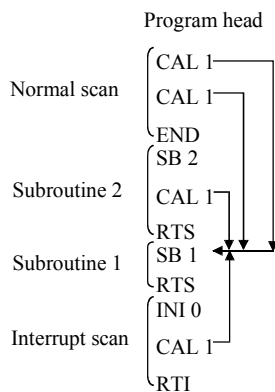 Program head
CAL 1
Normal scan
CAL 1
END
SB 2
Subroutine 2
CAL 1
RTS
Subroutine 1
SB 1
RTS
INI 0
Interrupt scan
CAL 1
RTI